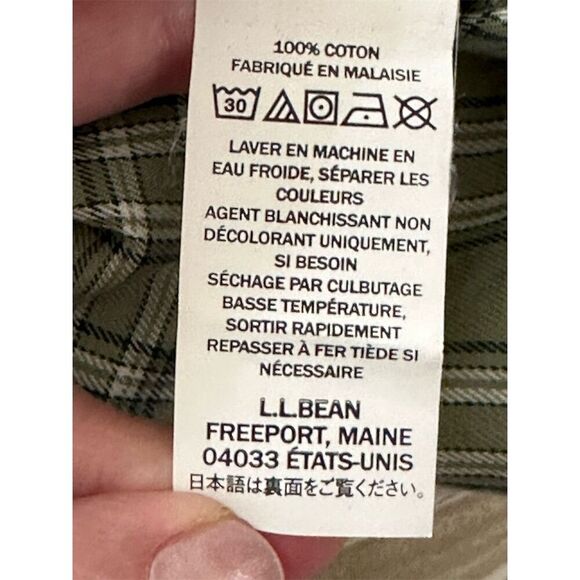 100% COTON
FABRIQUÉ EN MALAISIE
30
LAVER EN MACHINE EN
EAU FROIDE, SÉPARER LES
COULEURS
AGENT BLANCHISSANT NON
DÉCOLORANT UNIQUEMENT,
SI BESOIN
SÉCHAGE PAR CULBUTAGE
BASSE TEMPÉRATURE,
SORTIR RAPIDEMENT
REPASSER À FER TIÈDE SI
NÉCESSAIRE
L.L.BEAN
FREEPORT, MAINE
04033 ÉTATS-UNIS
日本語は裏面をご覧ください。